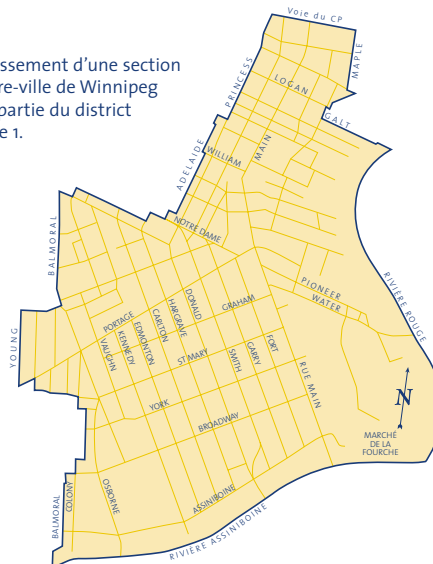 ssement d'une section
re-ville de Winnipeg
partie du district
e 1.
Voie du CP
MAPLE
PRINCESS
LOGAN
GALT
MAIN
WILLIAM
ADELAIDE
NOTRE DAME
BALMORAL
PIONEER
WATER
RIVIÈRE ROUGE
GRAHAM
DONALD
HARGRAVE
CARLTON
EDMONTON
KENNEDY
VAUGHN
PORTAGE
YOUNG
ST MARY
FORT
GARRY
SMITH
RUE MAIN
YORK
BROADWAY
N
MARCHÉ
DE LA
FOURCHE
OSBORNE
COLONY
BALMORAL
ASSINIBOINE
RIVIÈRE ASSINIBOINE